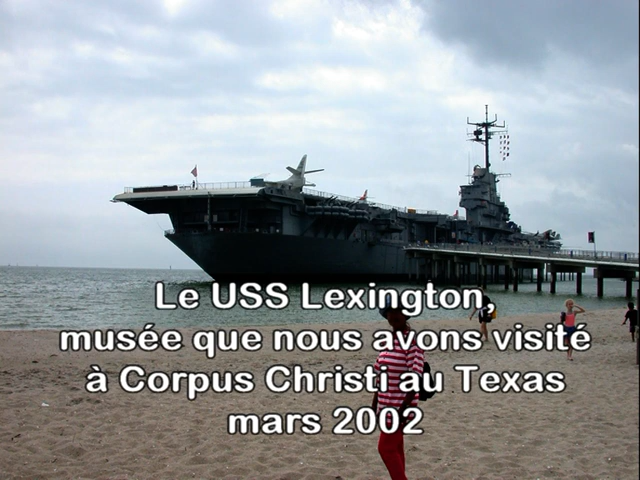 Le USS Lexington,
musée que nous avons visité
à Corpus Christi au Texas
mars 2002